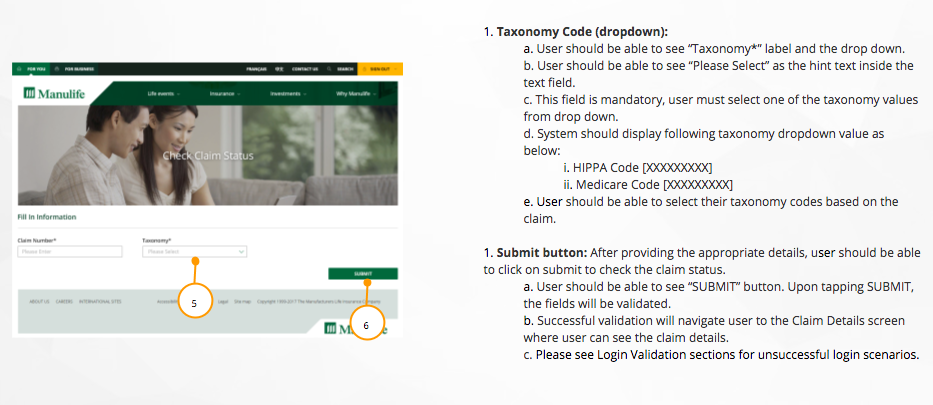 1. Taxonomy Code (dropdown):
a. User should be able to see “Taxonomy*” label and the drop down.
b. User should be able to see “Please Select” as the hint text inside the
text field.
c. This field is mandatory, user must select one of the taxonomy values
from drop down.
d. System should display following taxonomy dropdown value as
below:
i. HIPPA Code [XXXXXXXXX]
ii. Medicare Code [XXXXXXXXX]
e. User should be able to select their taxonomy codes based on the
claim.
1. Submit button: After providing the appropriate details, user should be able
to click on submit to check the claim status.
a. User should be able to see “SUBMIT” button. Upon tapping SUBMIT,
the fields will be validated.
b. Successful validation will navigate user to the Claim Details screen
where user can see the claim details.
c. Please see Login Validation sections for unsuccessful login scenarios.
FOR YOU FOR BUSINESS FRANÇAIS CONTACT US SEARCH SIGN OUT
Manulife Life events Insurance Investments Why Manulife
Check Claim Status
Fill In Information
Claim Number* Taxonomy*
Please Enter Please Select
SUBMIT
ABOUT US CAREERS INTERNATIONAL SITES Legal Site map Copyright 1999-2017 The Manufacturers Life Insurance Company
5
6